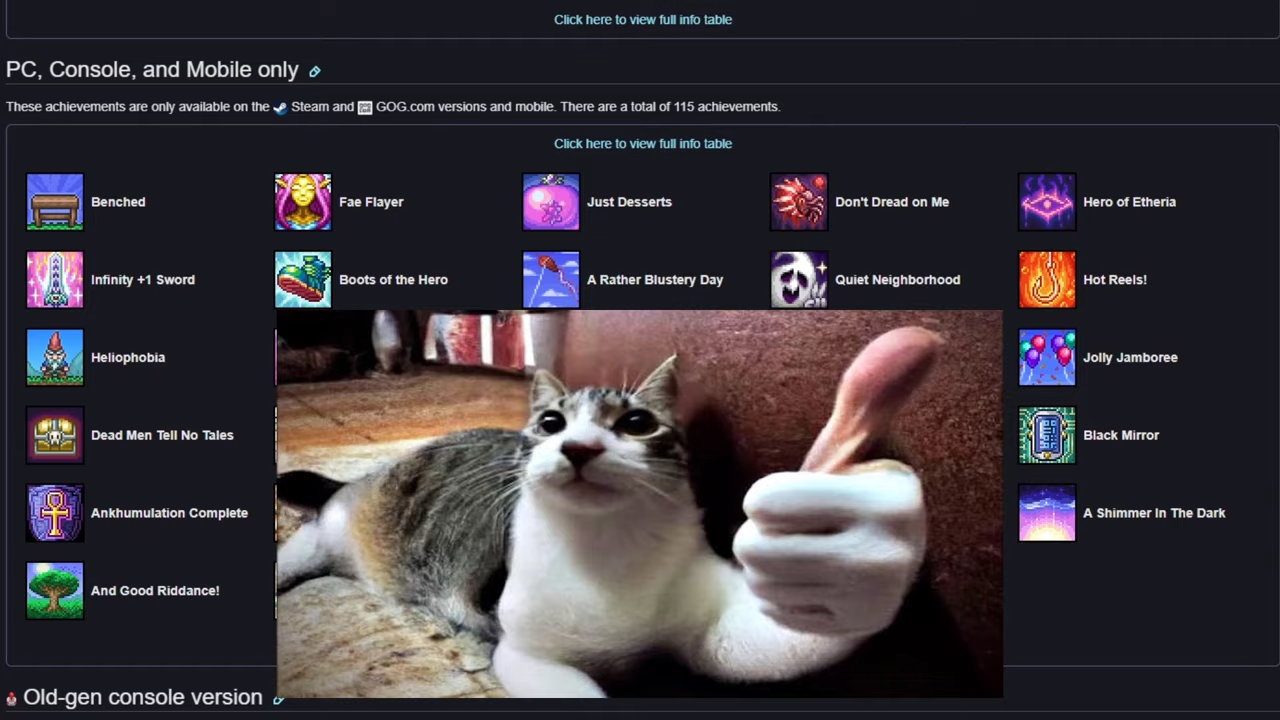 Click here to view full info table
PC, Console, and Mobile only
These achievements are only available on the Steam and GOG.com versions and mobile. There are a total of 115 achievements.
Click here to view full info table
Benched
Fae Flayer
Just Desserts
Don't Dread on Me
Hero of Etheria
Infinity +1 Sword
Boots of the Hero
A Rather Blustery Day
Quiet Neighborhood
Hot Reels!
Heliophobia
Jolly Jamboree
Dead Men Tell No Tales
Black Mirror
Ankhumulation Complete
A Shimmer In The Dark
And Good Riddance!
Old-gen console version